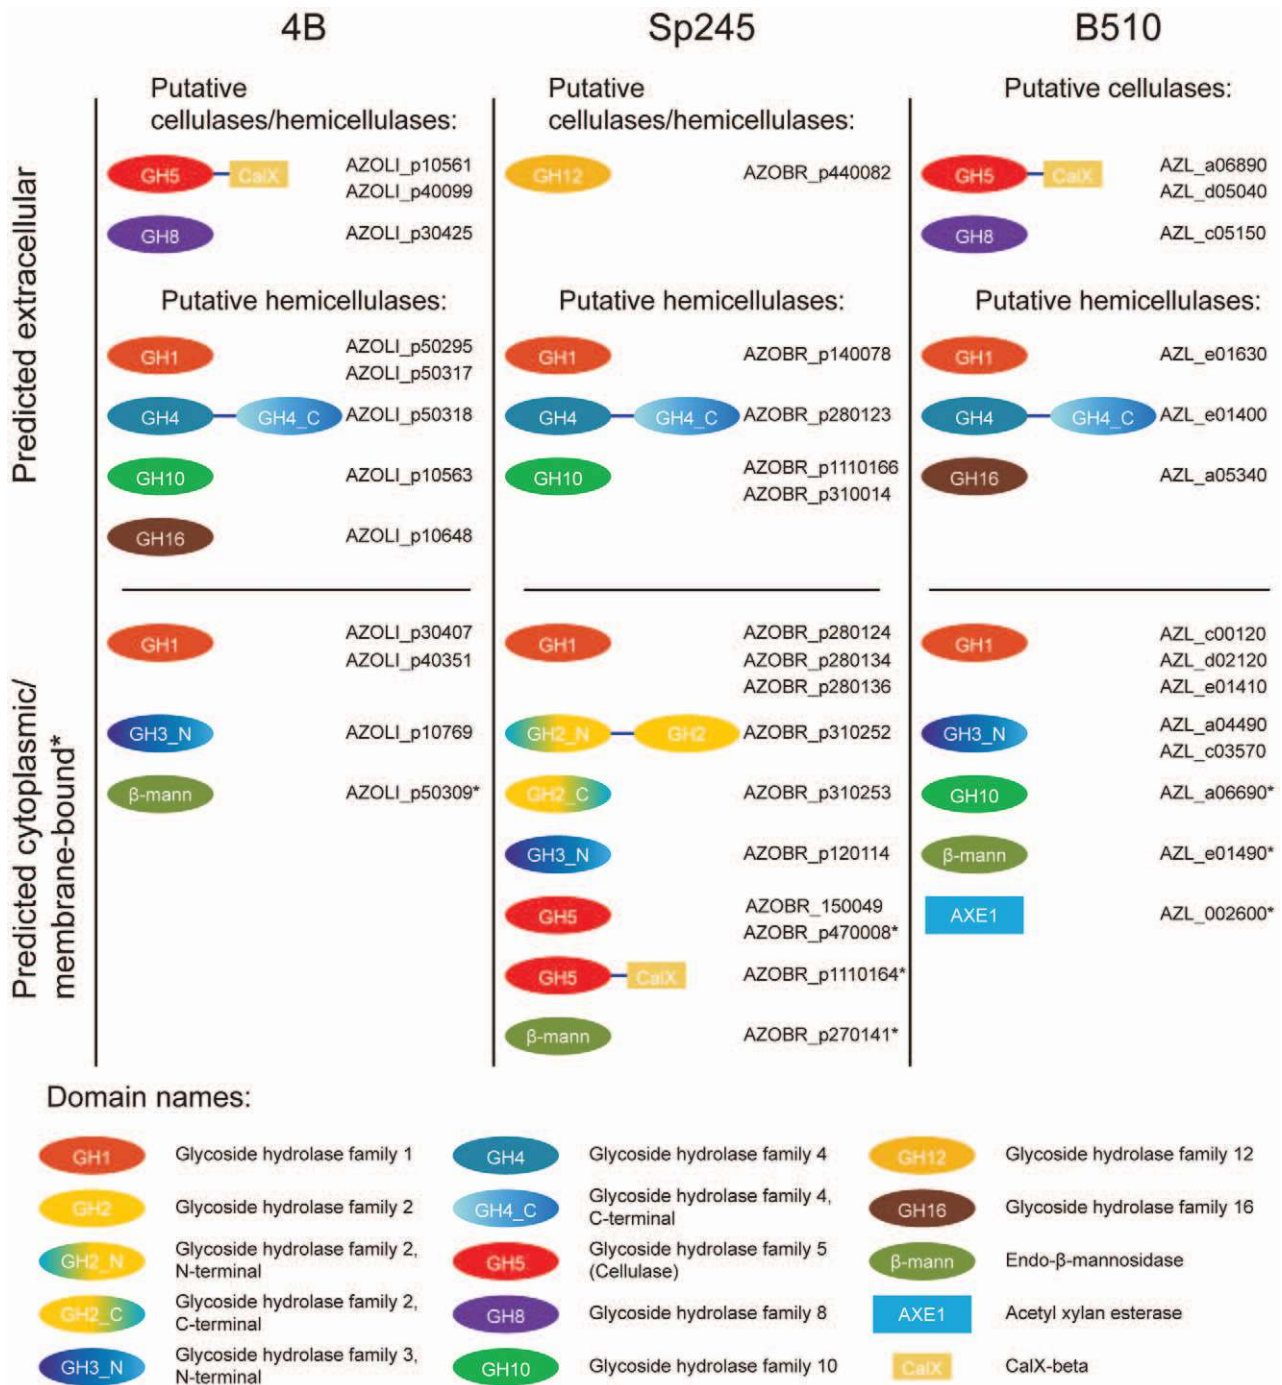 4B
Sp245
B510
Predicted extracellular
Predicted cytoplasmic/
membrane-bound*
Putative
cellulases/hemicellulases:
GH5
CalX
AZOLI_p10561
AZOLI_p40099
GH8
AZOLI_p30425
Putative hemicellulases:
GH1
AZOLI_p50295
AZOLI_p50317
GH4
GH4_C
AZOLI_p50318
GH10
AZOLI_p10563
GH16
AZOLI_p10648
GH1
AZOLI_p30407
AZOLI_p40351
GH3_N
AZOLI_p10769
β-mann
AZOLI_p50309*
Putative
cellulases/hemicellulases:
GH12
AZOBR_p440082
Putative hemicellulases:
GH1
AZOBR_p140078
GH4
GH4_C
AZOBR_p280123
GH10
AZOBR_p1110166
AZOBR_p310014
GH1
AZOBR_p280124
AZOBR_p280134
AZOBR_p280136
GH2_N
GH2
AZOBR_p310252
GH2_C
AZOBR_p310253
GH3_N
AZOBR_p120114
GH5
AZOBR_150049
AZOBR_p470008*
GH5
CalX
AZOBR_p1110164*
β-mann
AZOBR_p270141*
Putative cellulases:
GH5
CalX
AZL_a06890
AZL_d05040
GH8
AZL_c05150
Putative hemicellulases:
GH1
AZL_e01630
GH4
GH4_C
AZL_e01400
GH16
AZL_a05340
GH1
AZL_c00120
AZL_d02120
AZL_e01410
GH3_N
AZL_a04490
AZL_c03570
GH10
AZL_a06690*
β-mann
AZL_e01490*
AXE1
AZL_002600*
Domain names:
GH1
Glycoside hydrolase family 1
GH2
Glycoside hydrolase family 2
GH2_N
Glycoside hydrolase family 2,
N-terminal
GH2_C
Glycoside hydrolase family 2,
C-terminal
GH3_N
Glycoside hydrolase family 3,
N-terminal
GH4
Glycoside hydrolase family 4
GH4_C
Glycoside hydrolase family 4,
C-terminal
GH5
Glycoside hydrolase family 5
(Cellulase)
GH8
Glycoside hydrolase family 8
GH10
Glycoside hydrolase family 10
GH12
Glycoside hydrolase family 12
GH16
Glycoside hydrolase family 16
β-mann
Endo-β-mannosidase
AXE1
Acetyl xylan esterase
CalX
CalX-beta